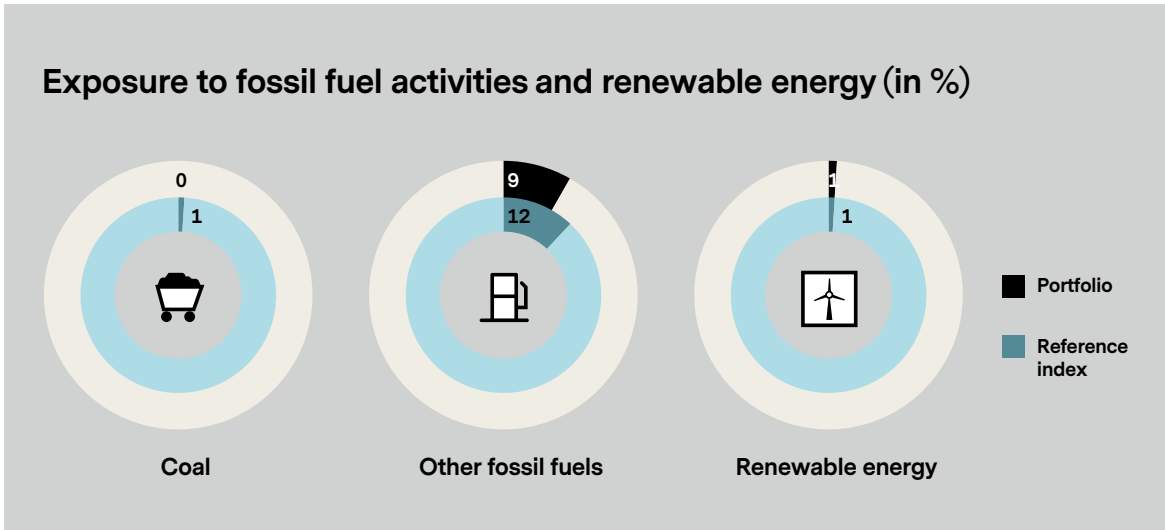 Exposure to fossil fuel activities and renewable energy (in %)
0
1
9
12
1
1
Portfolio
Reference
index
Coal
Other fossil fuels
Renewable energy